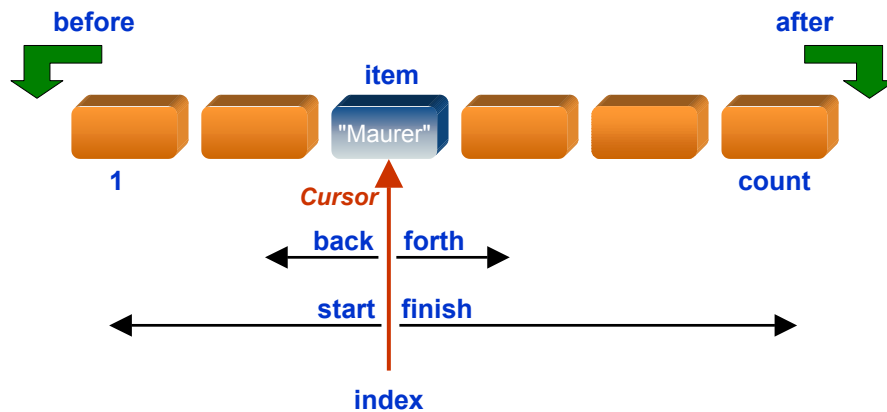 before
after
item
"Maurer"
1
count
Cursor
back forth
start finish
index